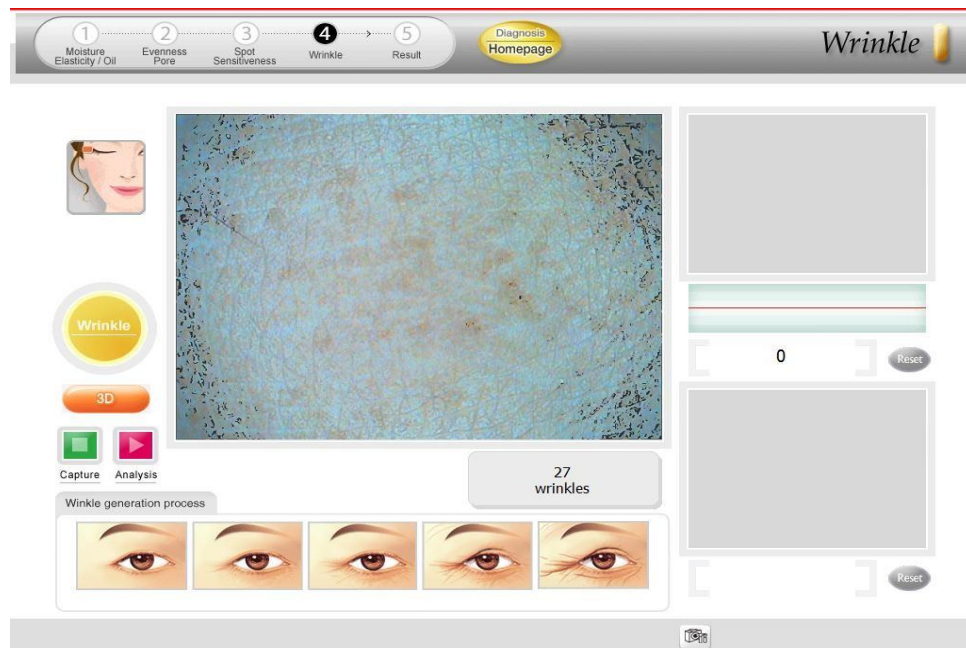 1
2
3
4
5
Moisture
Elasticity / Oil
Evenness
Pore
Spot
Sensitiveness
Wrinkle
Result
Diagnosis
Homepage
Wrinkle
Wrinkle
3D
Capture
Analysis
0
Reset
27
wrinkles
Winkle generation process
Reset